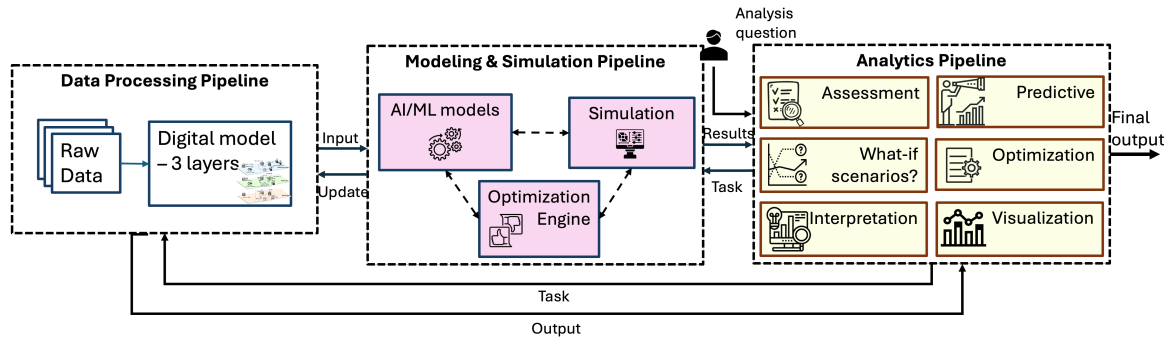 Analysis
question
Data Processing Pipeline
Raw
Data
Digital model
– 3 layers
Input
Update
Modeling & Simulation Pipeline
AI/ML models
Simulation
Optimization
Engine
Results
Task
Analytics Pipeline
Assessment
Predictive
What-if
scenarios?
Optimization
Interpretation
Visualization
Final
output
Task
Output